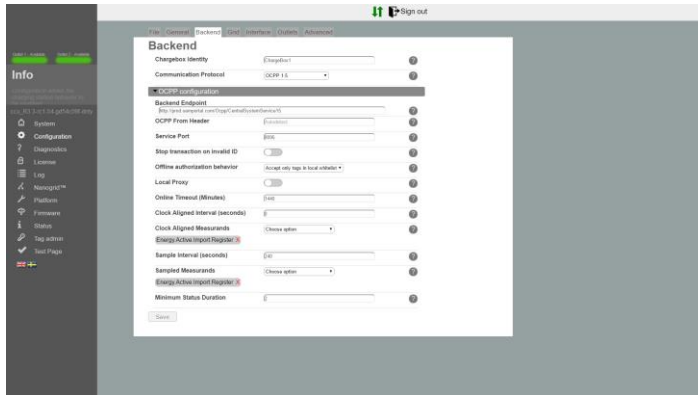 Sign out
File General Backend Grid Interface Outlets Advanced
Backend
Chargebox Identity
ChargeBox1
Communication Protocol
OCPP 1.5
OCPP configuration
Backend Endpoint
OCPP From Header
Service Port
Stop transaction on invalid ID
Offline authorization behavior
Accept only tags in local whitelist
Local Proxy
Online Timeout (Minutes)
Clock Aligned Interval (seconds)
Clock Aligned Measurands
Choose option
Energy Active Import Register X
Sample Interval (seconds)
Sampled Measurands
Choose option
Energy Active Import Register X
Minimum Status Duration
Save
Info
System
Configuration
Diagnostics
License
Log
Nanogrid™
Platform
Firmware
Status
Tag admin
Test Page